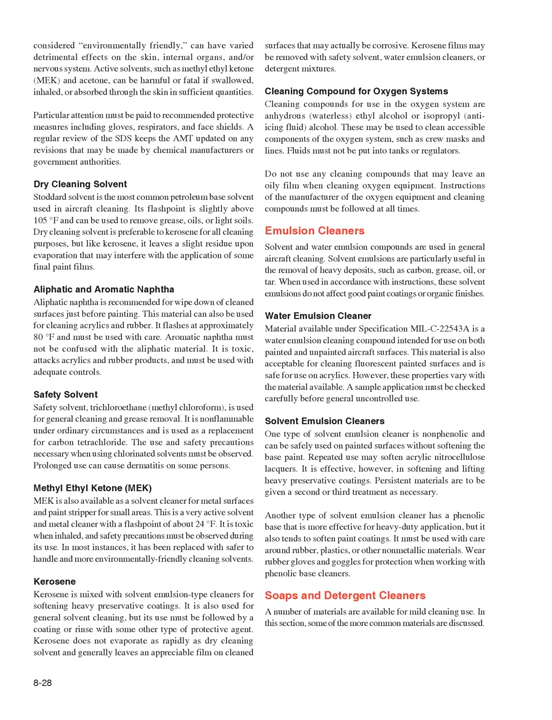 considered “environmentally friendly,” can have varied
detrimental effects on the skin, internal organs, and/or
nervous system. Active solvents, such as methyl ethyl ketone
(MEK) and acetone, can be harmful or fatal if swallowed,
inhaled, or absorbed through the skin in sufficient quantities.
Particular attention must be paid to recommended protective
measures including gloves, respirators, and face shields. A
regular review of the SDS keeps the AMT updated on any
revisions that may be made by chemical manufacturers or
government authorities.
Dry Cleaning Solvent
Stoddard solvent is the most common petroleum base solvent
used in aircraft cleaning. Its flashpoint is slightly above
105 °F and can be used to remove grease, oils, or light soils.
Dry cleaning solvent is preferable to kerosene for all cleaning
purposes, but like kerosene, it leaves a slight residue upon
evaporation that may interfere with the application of some
final paint films.
Aliphatic and Aromatic Naphtha
Aliphatic naphtha is recommended for wipe down of cleaned
surfaces just before painting. This material can also be used
for cleaning acrylics and rubber. It flashes at approximately
80 °F and must be used with care. Aromatic naphtha must
not be confused with the aliphatic material. It is toxic,
attacks acrylics and rubber products, and must be used with
adequate controls.
Safety Solvent
Safety solvent, trichloroethane (methyl chloroform), is used
for general cleaning and grease removal. It is nonflammable
under ordinary circumstances and is used as a replacement
for carbon tetrachloride. The use and safety precautions
necessary when using chlorinated solvents must be observed.
Prolonged use can cause dermatitis on some persons.
Methyl Ethyl Ketone (MEK)
MEK is also available as a solvent cleaner for metal surfaces
and paint stripper for small areas. This is a very active solvent
and metal cleaner with a flashpoint of about 24 °F. It is toxic
when inhaled, and safety precautions must be observed during
its use. In most instances, it has been replaced with safer to
handle and more environmentally-friendly cleaning solvents.
Kerosene
Kerosene is mixed with solvent emulsion-type cleaners for
softening heavy preservative coatings. It is also used for
general solvent cleaning, but its use must be followed by a
coating or rinse with some other type of protective agent.
Kerosene does not evaporate as rapidly as dry cleaning
solvent and generally leaves an appreciable film on cleaned
surfaces that may actually be corrosive. Kerosene films may
be removed with safety solvent, water emulsion cleaners, or
detergent mixtures.
Cleaning Compound for Oxygen Systems
Cleaning compounds for use in the oxygen system are
anhydrous (waterless) ethyl alcohol or isopropyl (anti-
icing fluid) alcohol. These may be used to clean accessible
components of the oxygen system, such as crew masks and
lines. Fluids must not be put into tanks or regulators.
Do not use any cleaning compounds that may leave an
oily film when cleaning oxygen equipment. Instructions
of the manufacturer of the oxygen equipment and cleaning
compounds must be followed at all times.
Emulsion Cleaners
Solvent and water emulsion compounds are used in general
aircraft cleaning. Solvent emulsions are particularly useful in
the removal of heavy deposits, such as carbon, grease, oil, or
tar. When used in accordance with instructions, these solvent
emulsions do not affect good paint coatings or organic finishes.
Water Emulsion Cleaner
Material available under Specification MIL-C-22543A is a
water emulsion cleaning compound intended for use on both
painted and unpainted aircraft surfaces. This material is also
acceptable for cleaning fluorescent painted surfaces and is
safe for use on acrylics. However, these properties vary with
the material available. A sample application must be checked
carefully before general uncontrolled use.
Solvent Emulsion Cleaners
One type of solvent emulsion cleaner is nonphenolic and
can be safely used on painted surfaces without softening the
base paint. Repeated use may soften acrylic nitrocellulose
lacquers. It is effective, however, in softening and lifting
heavy preservative coatings. Persistent materials are to be
given a second or third treatment as necessary.
Another type of solvent emulsion cleaner has a phenolic
base that is more effective for heavy-duty application, but it
also tends to soften paint coatings. It must be used with care
around rubber, plastics, or other nonmetallic materials. Wear
rubber gloves and goggles for protection when working with
phenolic base cleaners.
Soaps and Detergent Cleaners
A number of materials are available for mild cleaning use. In
this section, some of the more common materials are discussed.
8-28